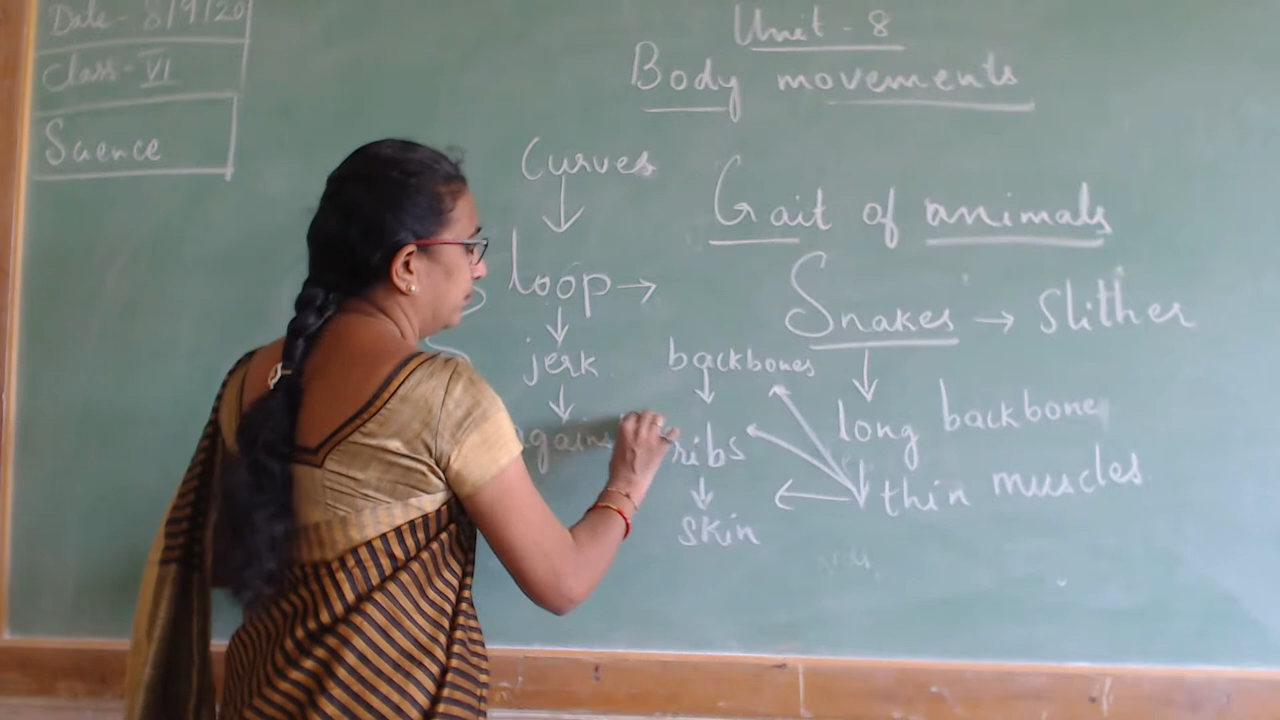 Date - 8/9/20
Class - VI
Science
Unit - 8
Body movements
Gait of animals
Snakes → Slither
long backbone
thin muscles
backbones
ribs
skin
Curves
loop →
jerk